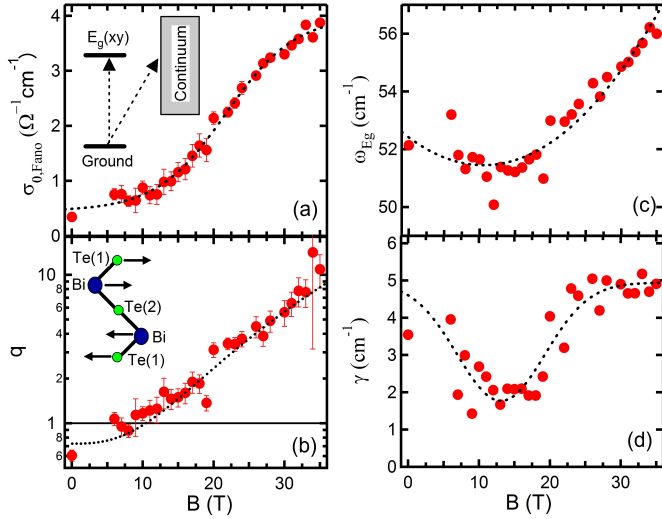 4
3
2
1
0
σ0,Fano (Ω⁻¹cm⁻¹)
Eg(xy)
Continuum
Ground
(a)
56
54
52
50
ωEg (cm⁻¹)
(c)
10
8
6
4
2
1
8
6
q
Te(1)
Bi
Te(2)
Bi
Te(1)
(b)
0 10 20 30
B (T)
6
5
4
3
2
1
0
γ (cm⁻¹)
(d)
0 10 20 30
B (T)